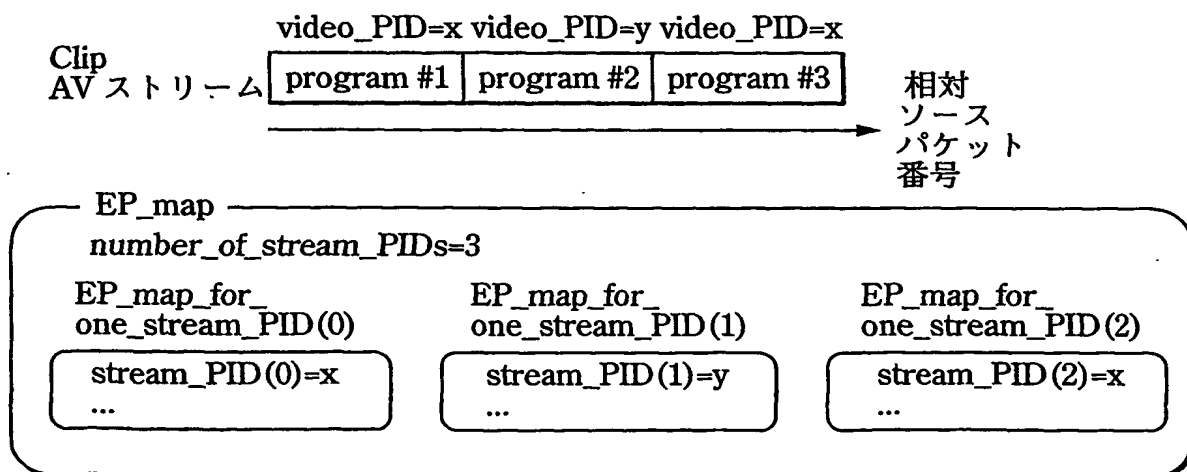 video_PID=x video_PID=y video_PID=x
Clip
AVストリーム
program #1 program #2 program #3
相対
ソース
パケット
番号
EP_map
number_of_stream_PIDs=3
EP_map_for_
one_stream_PID(0)
EP_map_for_
one_stream_PID(1)
EP_map_for_
one_stream_PID(2)
stream_PID(0)=x
...
stream_PID(1)=y
...
stream_PID(2)=x
...